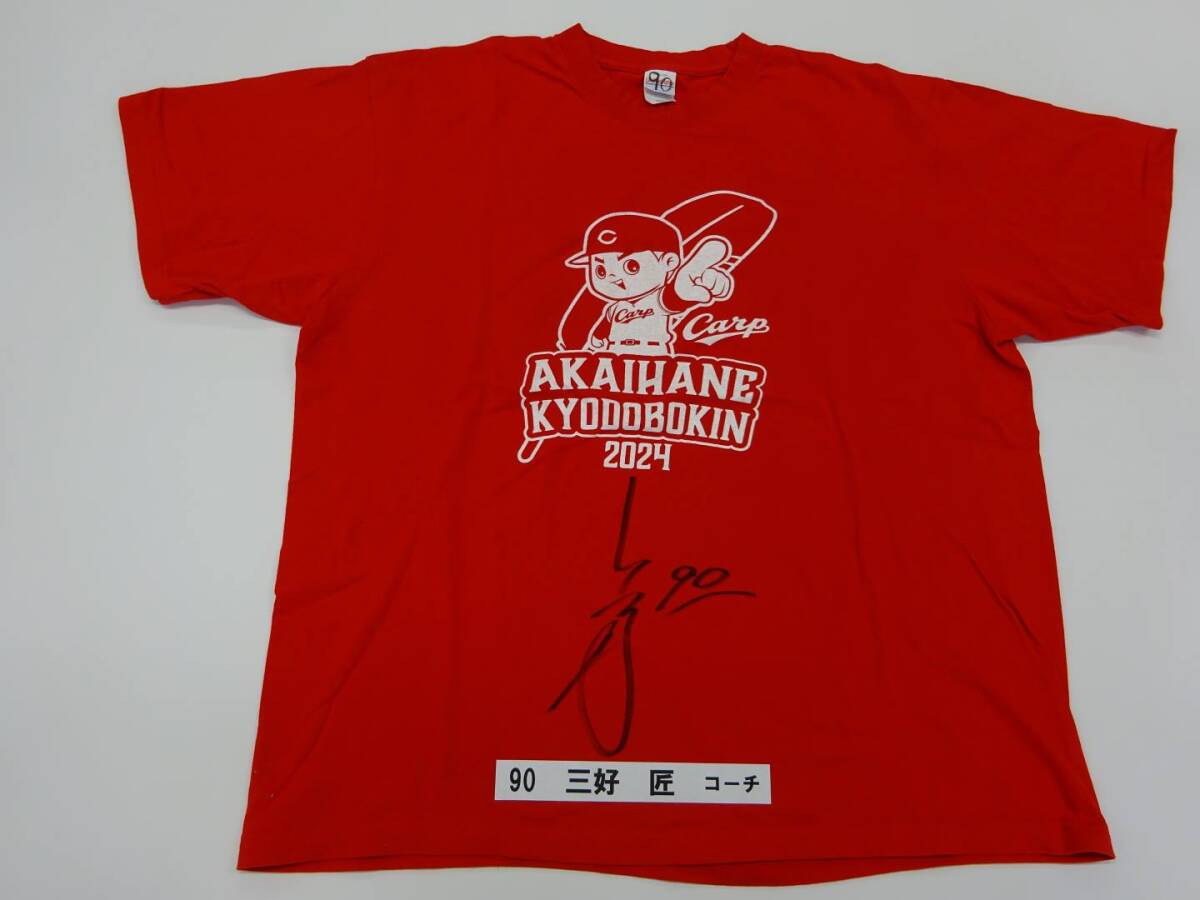 90
C
Carp
Carp
AKAIHANE
KYODOBOKIN
2024
90
90 三好 匠 コーチ